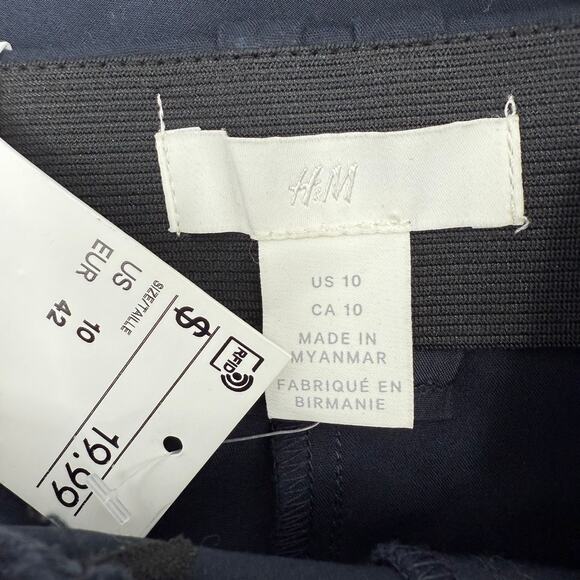 H&M
US 10
CA 10
MADE IN
MYANMAR
FABRIQUÉ EN
BIRMANIE
SIZE/TAILLE
US 10
EUR 42
$ 19.99
RFID